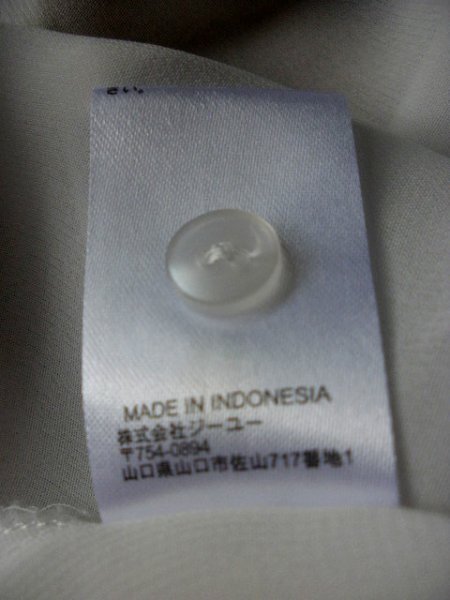 MADE IN INDONESIA
株式会社ジーユー
〒754-0894
山口県山口市佐山717番地1